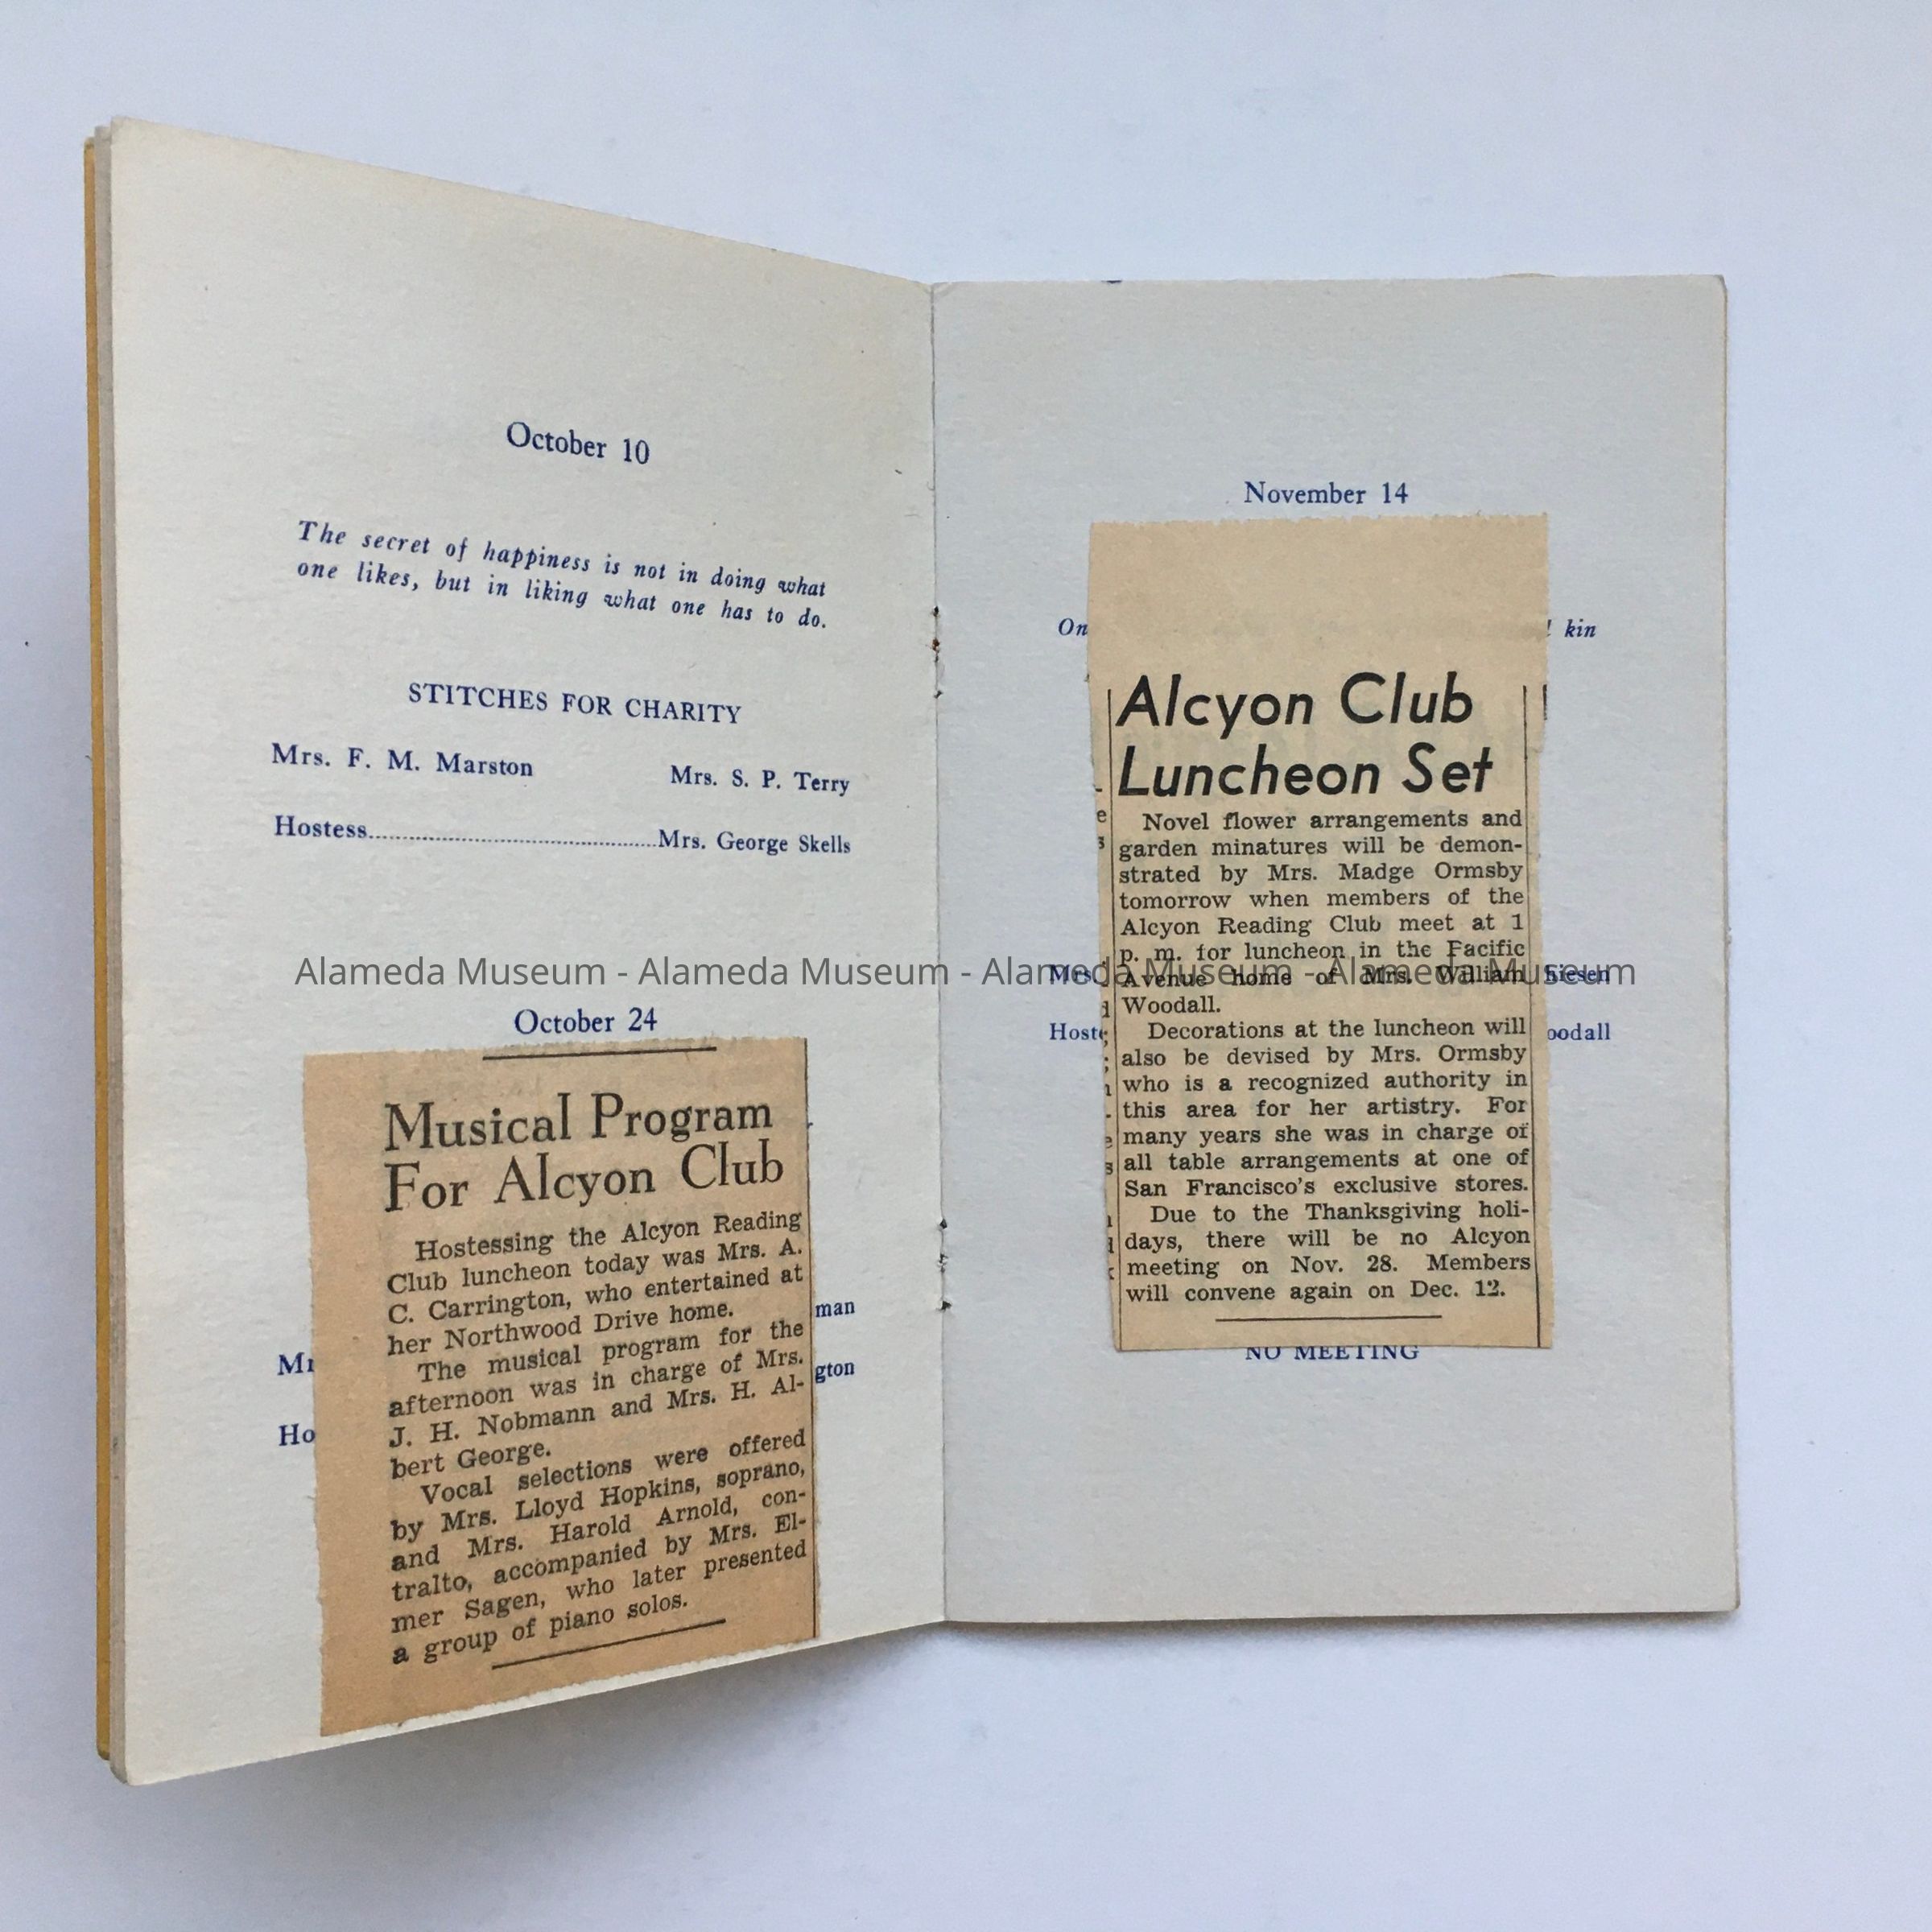 October 10
The secret of happiness is not in doing what
one likes, but in liking what one has to do.
STITCHES FOR CHARITY
Mrs. F. M. Marston Mrs. S. P. Terry
Hostess..........Mrs. George Skells
October 24
Musical Program
For Alcyon Club
Hostessing the Alcyon Reading
Club luncheon today was Mrs. A.
C. Carrington, who entertained at
her Northwood Drive home.
The musical program for the
afternoon was in charge of Mrs.
J. H. Nobmann and Mrs. H. Al-
bert George.
Vocal selections were offered
by Mrs. Lloyd Hopkins, soprano,
and Mrs. Harold Arnold, con-
tralto, accompanied by Mrs. El-
mer Sagen, who later presented
a group of piano solos.
man
gton
Ho
November 14
On kin
Alcyon Club
Luncheon Set
Novel flower arrangements and
garden minatures will be demon-
strated by Mrs. Madge Ormsby
tomorrow when members of the
Alcyon Reading Club meet at 1
p. m. for luncheon in the Pacific
Avenue home of Mrs. William
Woodall.
Decorations at the luncheon will
also be devised by Mrs. Ormsby
who is a recognized authority in
this area for her artistry. For
many years she was in charge of
all table arrangements at one of
San Francisco's exclusive stores.
Due to the Thanksgiving holi-
days, there will be no Alcyon
meeting on Nov. 28. Members
will convene again on Dec. 12.
Mrs hiesen
Host oodall
NO MEETING
Alameda Museum - Alameda Museum - Alameda Museum - Alameda Museum